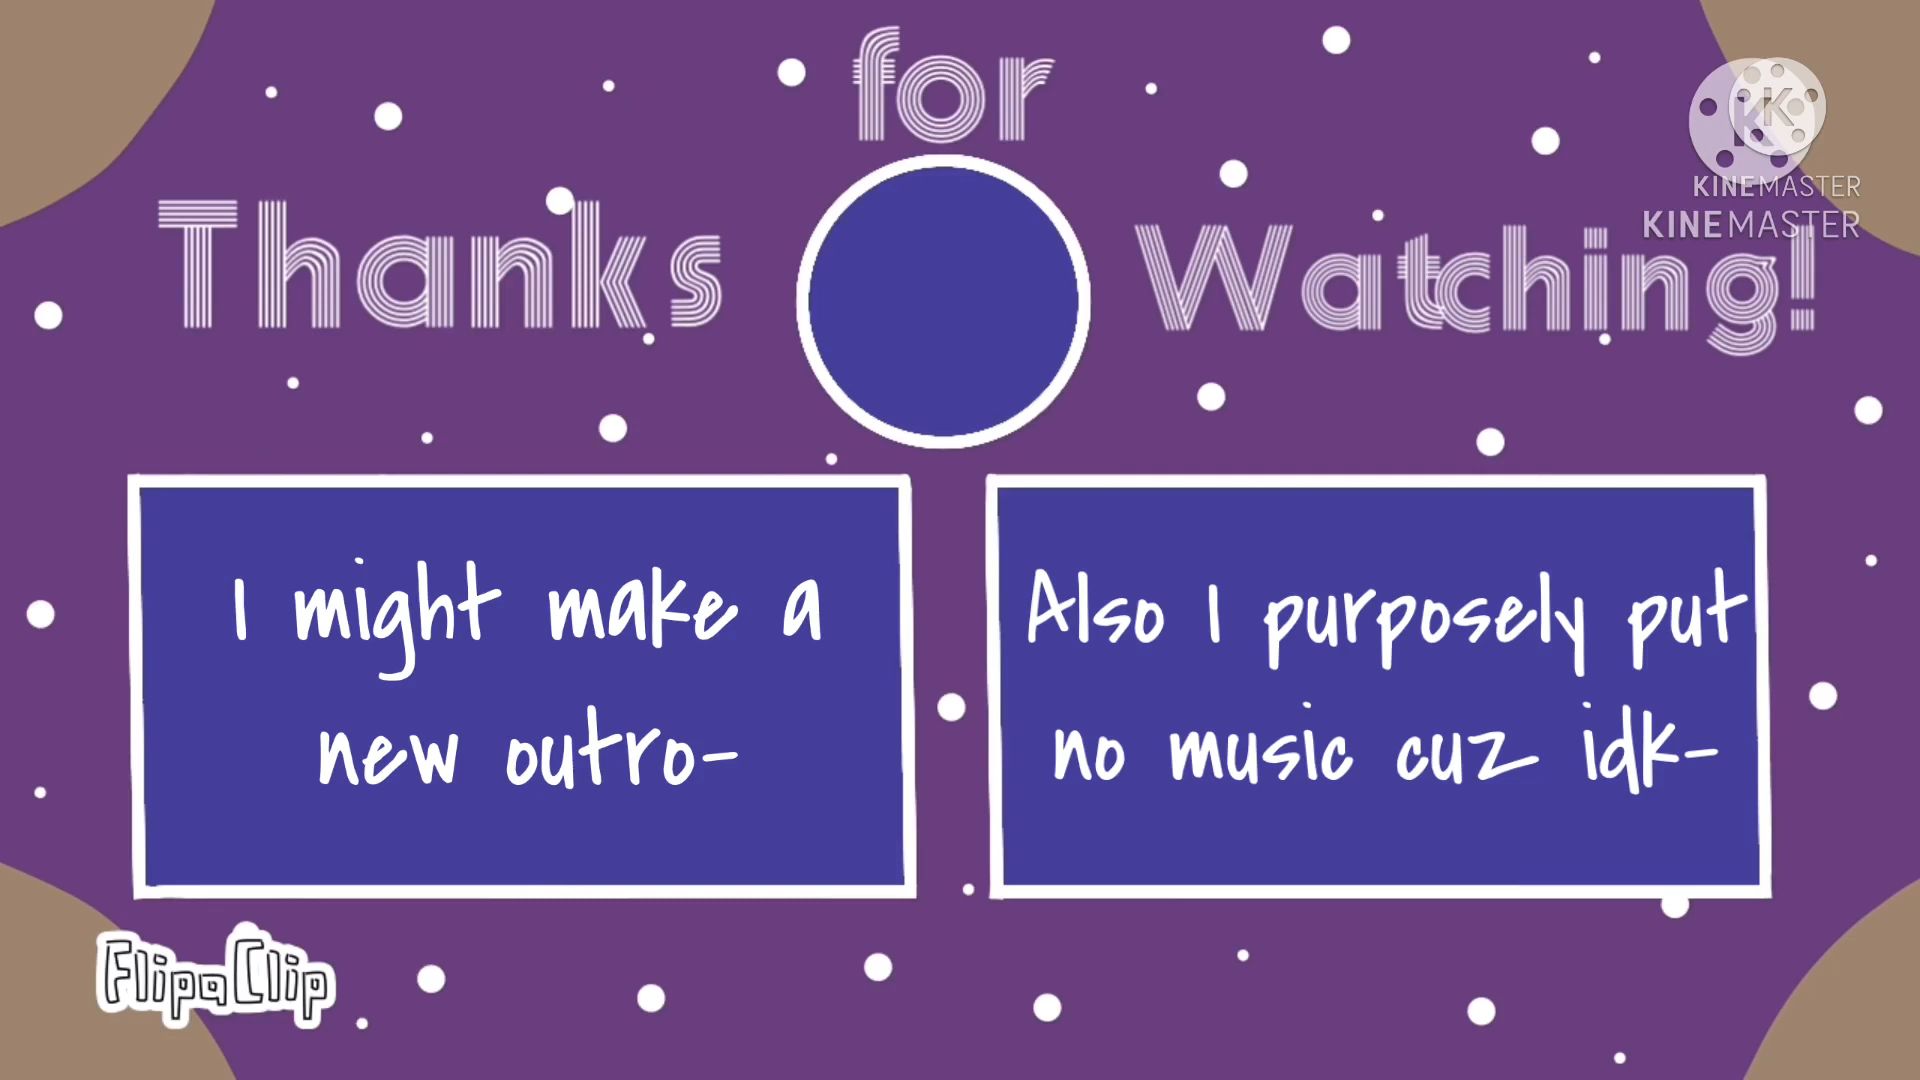 for
Thanks
Watching!
KINEMASTER
KINEMASTER
I might make a
new outro-
Also I purposely put
no music cuz idk-
FlipaClip